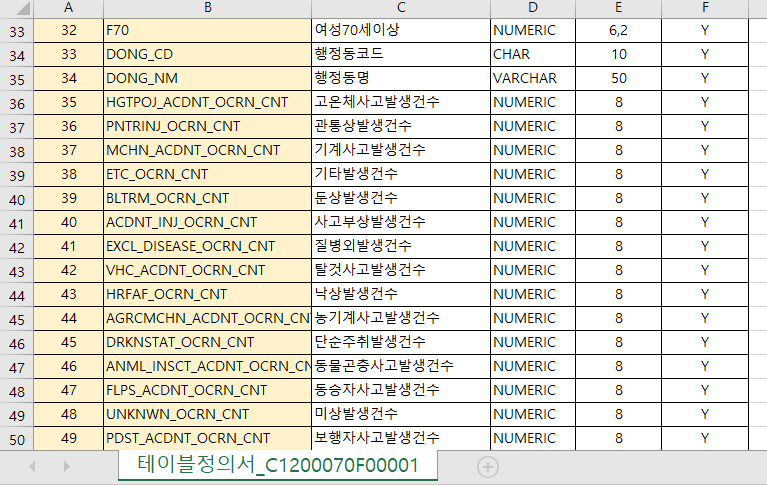 A B C D E F
33 32 F70 여성70세이상 NUMERIC 6,2 Y
34 33 DONG_CD 행정동코드 CHAR 10 Y
35 34 DONG_NM 행정동명 VARCHAR 50 Y
36 35 HGTPOJ_ACDNT_OCRN_CNT 고온체사고발생건수 NUMERIC 8 Y
37 36 PNTRINJ_OCRN_CNT 관통상발생건수 NUMERIC 8 Y
38 37 MCHN_ACDNT_OCRN_CNT 기계사고발생건수 NUMERIC 8 Y
39 38 ETC_OCRN_CNT 기타발생건수 NUMERIC 8 Y
40 39 BLTRM_OCRN_CNT 둔상발생건수 NUMERIC 8 Y
41 40 ACDNT_INJ_OCRN_CNT 사고부상발생건수 NUMERIC 8 Y
42 41 EXCL_DISEASE_OCRN_CNT 질병외발생건수 NUMERIC 8 Y
43 42 VHC_ACDNT_OCRN_CNT 탈것사고발생건수 NUMERIC 8 Y
44 43 HRFAF_OCRN_CNT 낙상발생건수 NUMERIC 8 Y
45 44 AGRCMCHN_ACDNT_OCRN_CN 농기계사고발생건수 NUMERIC 8 Y
46 45 DRKNSTAT_OCRN_CNT 단순주취발생건수 NUMERIC 8 Y
47 46 ANML_INSCT_ACDNT_OCRN_CN 동물곤충사고발생건수 NUMERIC 8 Y
48 47 FLPS_ACDNT_OCRN_CNT 동승자사고발생건수 NUMERIC 8 Y
49 48 UNKNWN_OCRN_CNT 미상발생건수 NUMERIC 8 Y
50 49 PDST_ACDNT_OCRN_CNT 보행자사고발생건수 NUMERIC 8 Y
테이블정의서_C1200070F00001